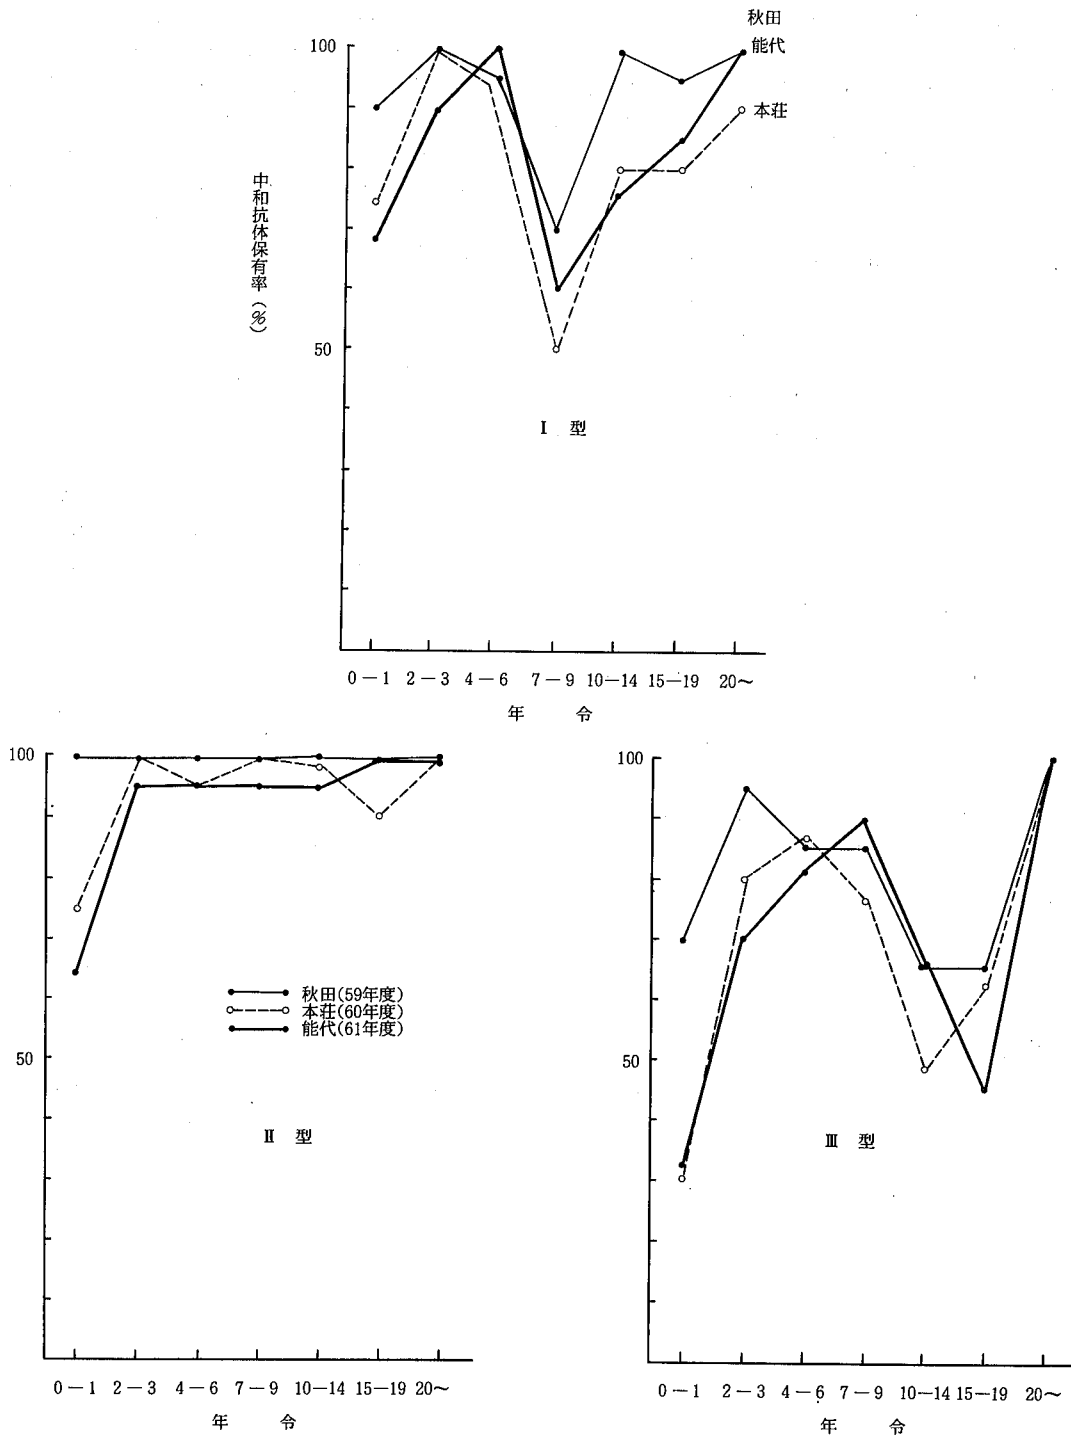 秋田
能代
本荘
100
50
中和抗体保有率(%)
I 型
0-1 2-3 4-6 7-9 10-14 15-19 20~
年 令
100
50
秋田(59年度)
本荘(60年度)
能代(61年度)
II 型
0-1 2-3 4-6 7-9 10-14 15-19 20~
年 令
100
50
III 型
0-1 2-3 4-6 7-9 10-14 15-19 20~
年 令